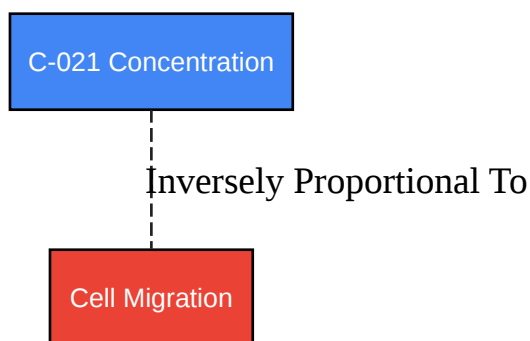 C-021 Concentration
Inversely Proportional To
Cell Migration